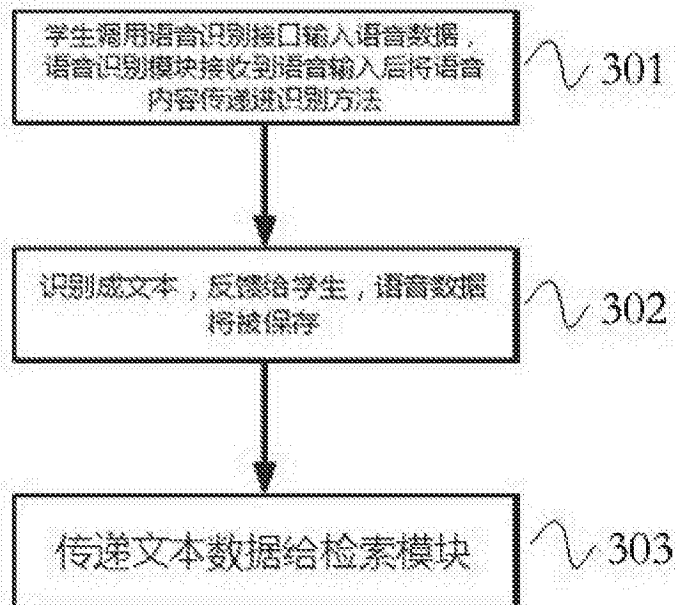 学生调用语音识别接口输入语音数据，
语音识别模块接收到语音输入后将语音
内容传递进识别方法
301
识别成文本，反馈给学生，语音数据
将被保存
302
传递文本数据给检索模块
303